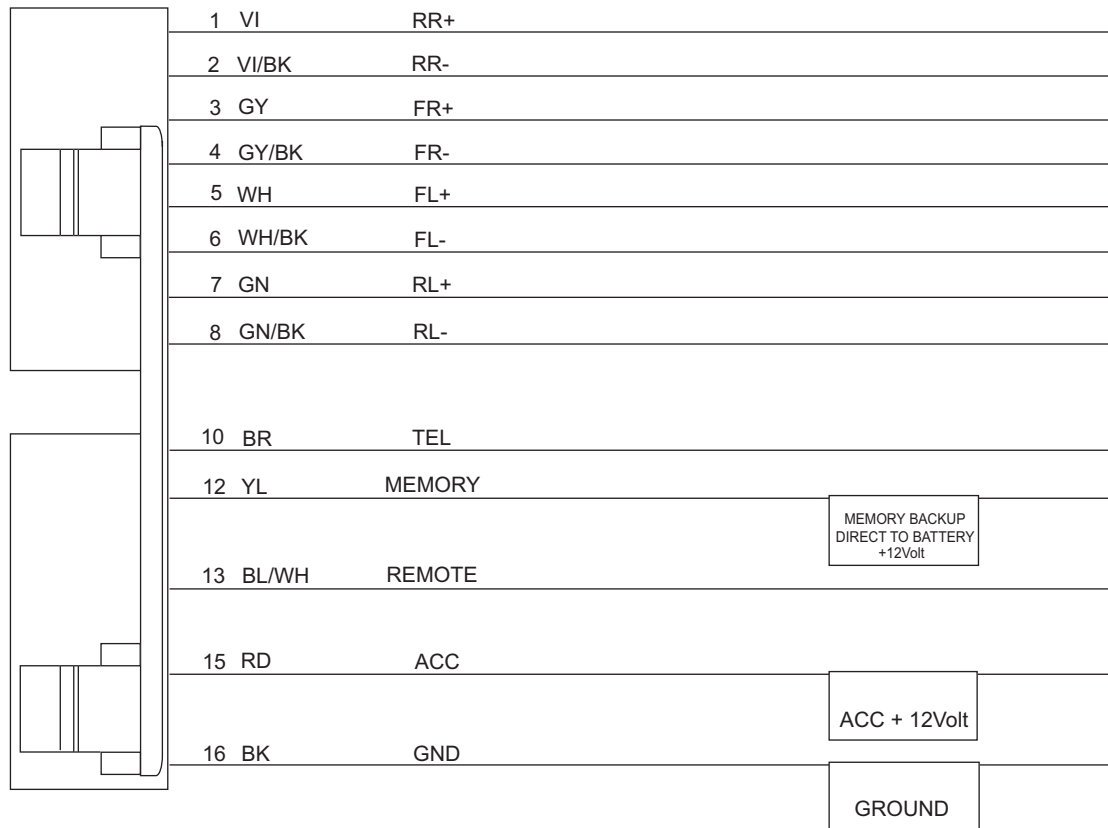 1 VI RR+
2 VI/BK RR-
3 GY FR+
4 GY/BK FR-
5 WH FL+
6 WH/BK FL-
7 GN RL+
8 GN/BK RL-
10 BR TEL
12 YL MEMORY
MEMORY BACKUP
DIRECT TO BATTERY
+12Volt
13 BL/WH REMOTE
15 RD ACC
ACC + 12Volt
16 BK GND
GROUND